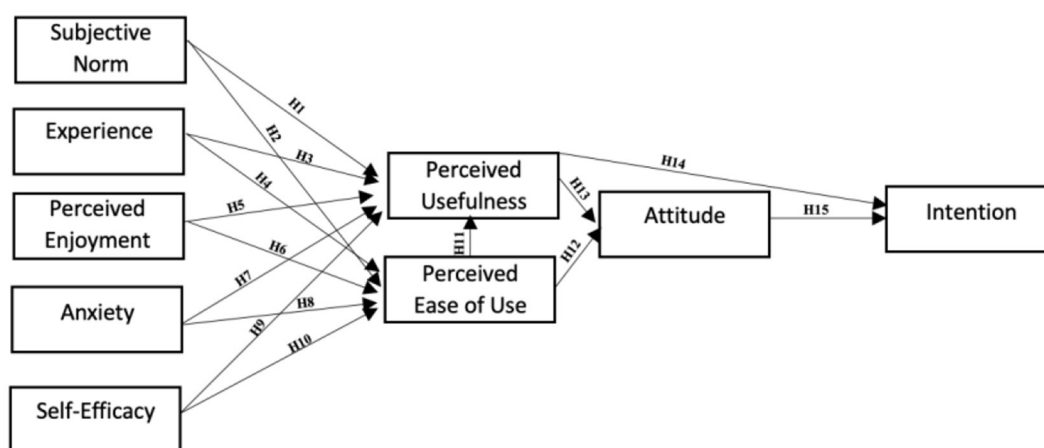 Subjective
Norm
Experience
Perceived
Enjoyment
Anxiety
Self-Efficacy
H1
H2
H3
H4
H5
H6
H7
H8
H9
H10
Perceived
Usefulness
H11
Perceived
Ease of Use
H12
H13
H14
Attitude
H15
Intention